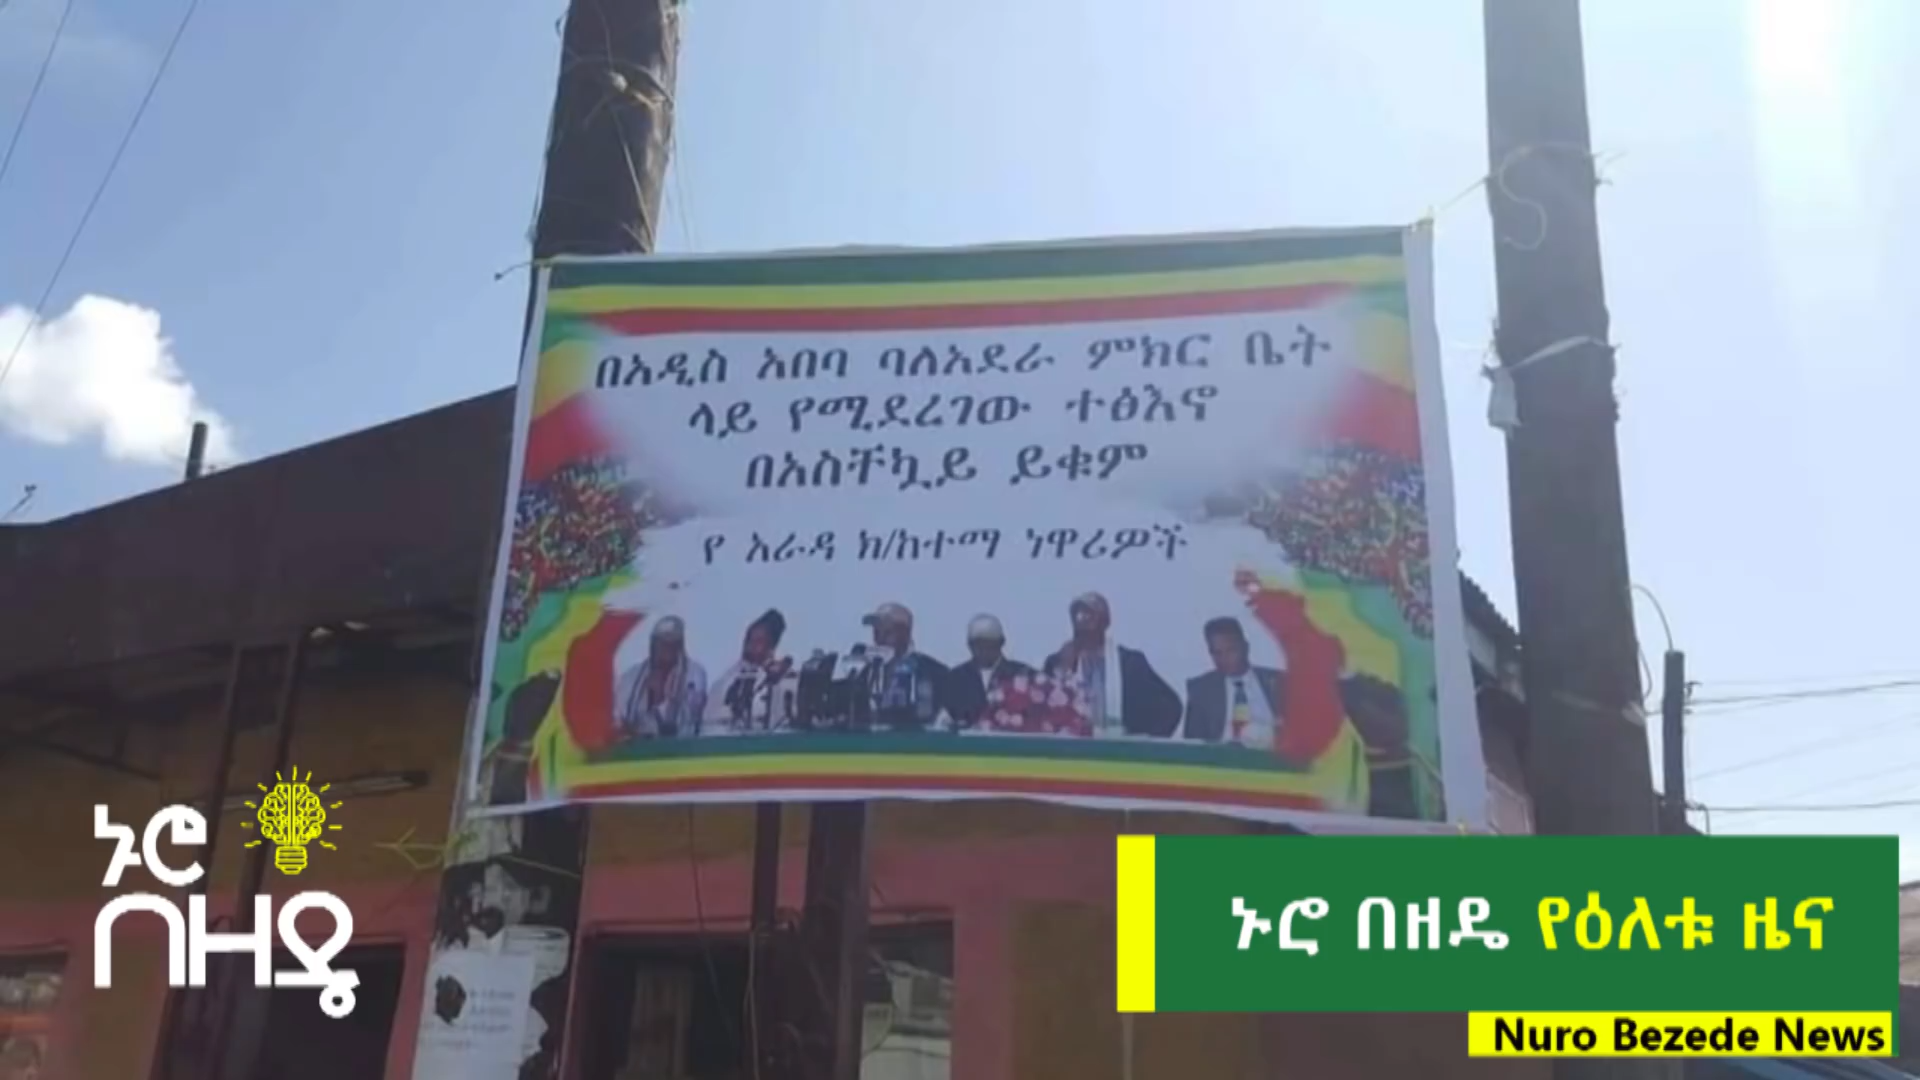 በአዲስ አበባ ባለአደራ ምክር ቤት
ላይ የሚደረገው ተፅእኖ
በአስቸኳይ ይቁም
የ አራዳ ክ/ከተማ ነዋሪዎች
ኑሮ
በዘዴ
ኑሮ በዘዴ የዕለቱ ዜና
Nuro Bezede News